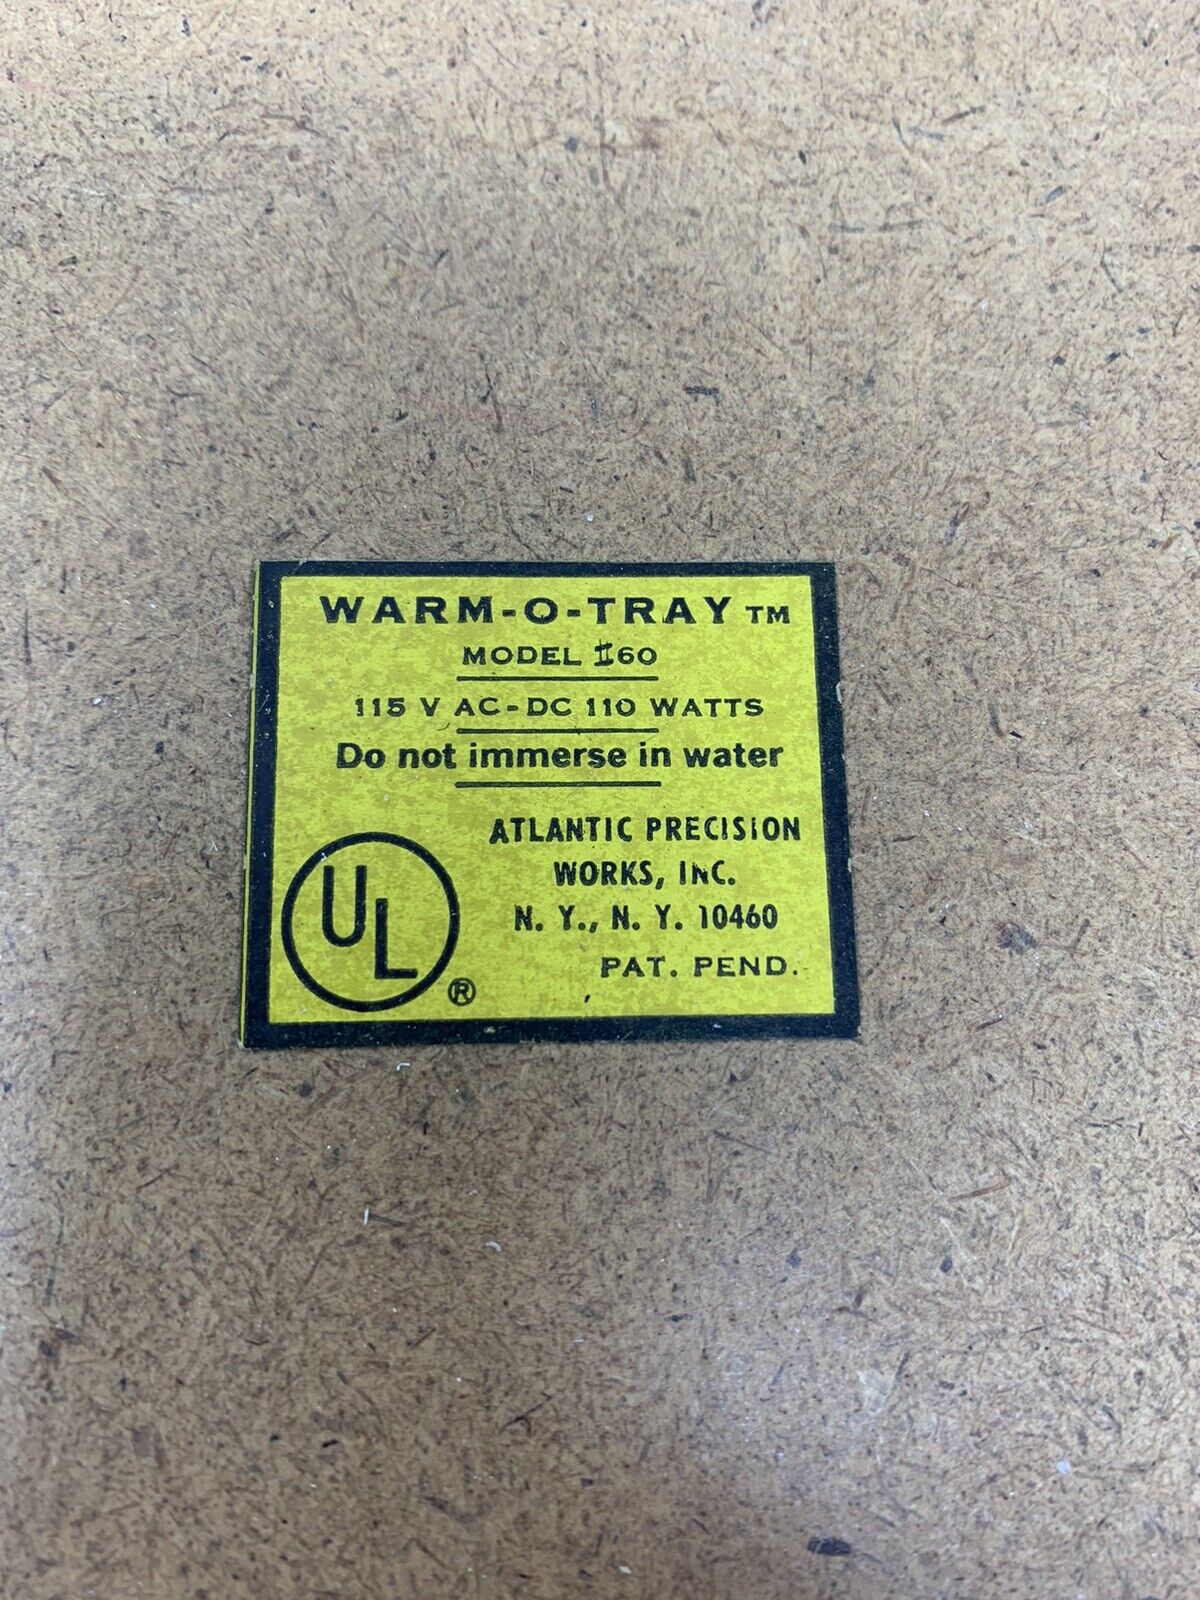 WARM-O-TRAY TM
MODEL II60
115 V AC-DC 110 WATTS
Do not immerse in water
ATLANTIC PRECISION
WORKS, INC.
N. Y., N. Y. 10460
PAT. PEND.
UL ®